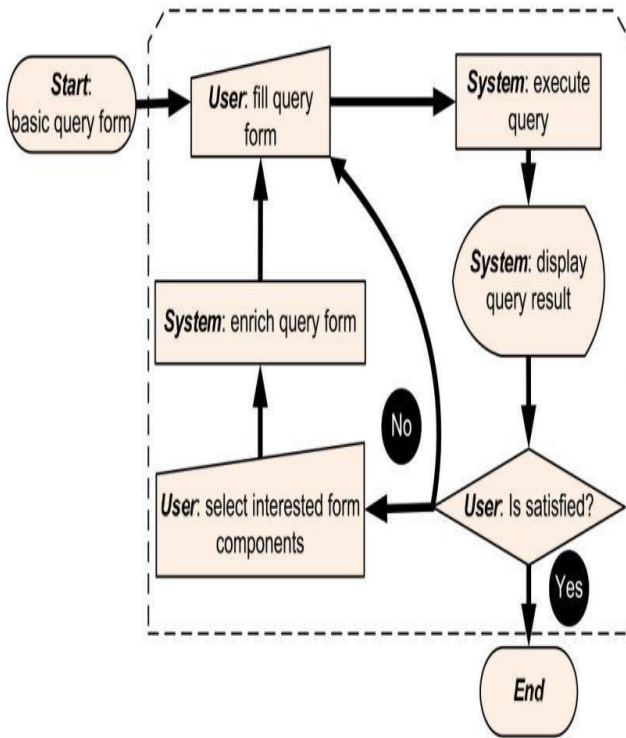 Start:
basic query form
User: fill query
form
System: execute
query
System: display
query result
System: enrich query form
No
User: select interested form
components
User: Is satisfied?
Yes
End